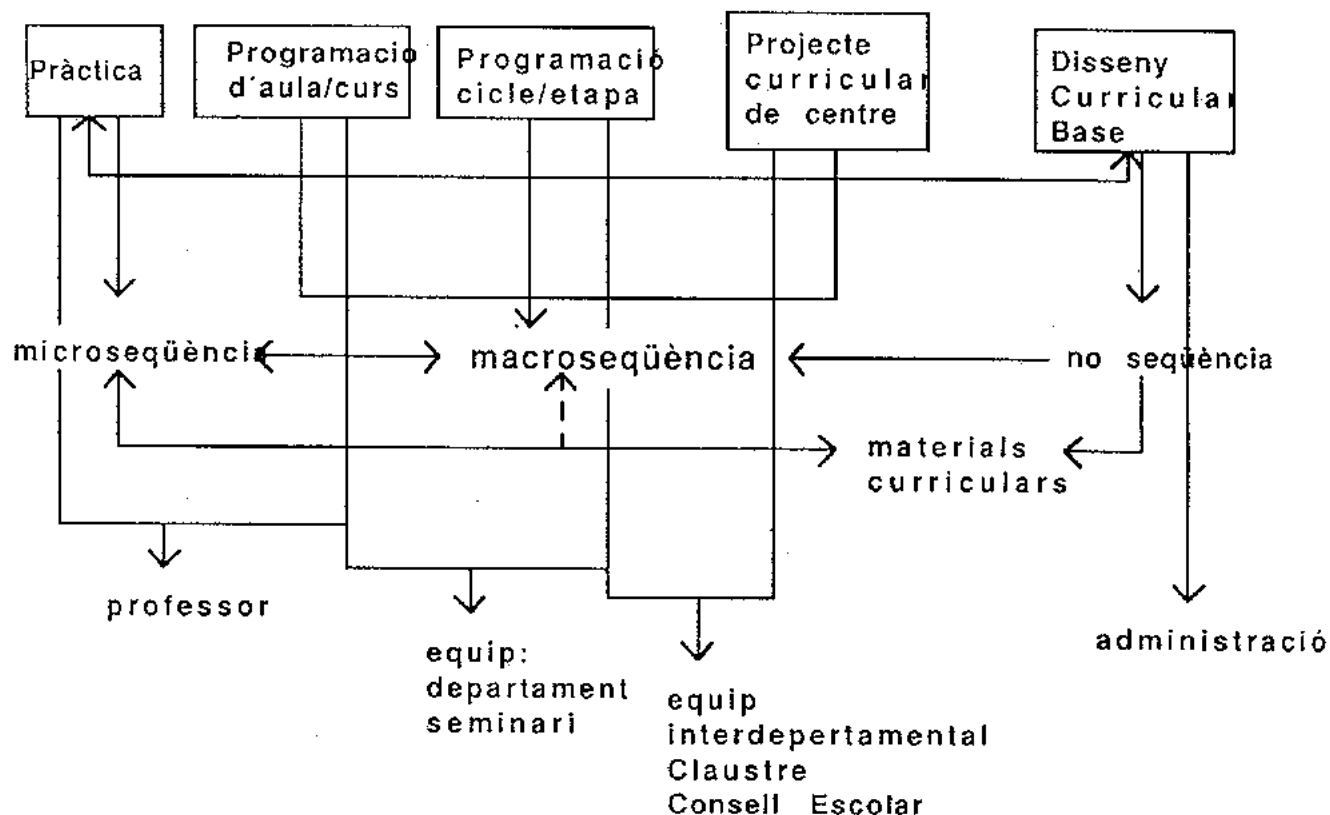 Pràctica
Programacio
d'aula/curs
Programació
cicle/etapa
Projecte
curricular
de centre
Disseny
Curricular
Base
microseqüència
macroseqüència
no seqüència
materials
curriculars
professor
equip:
departament
seminari
equip
interdepertamental
Claustre
Consell Escolar
administració